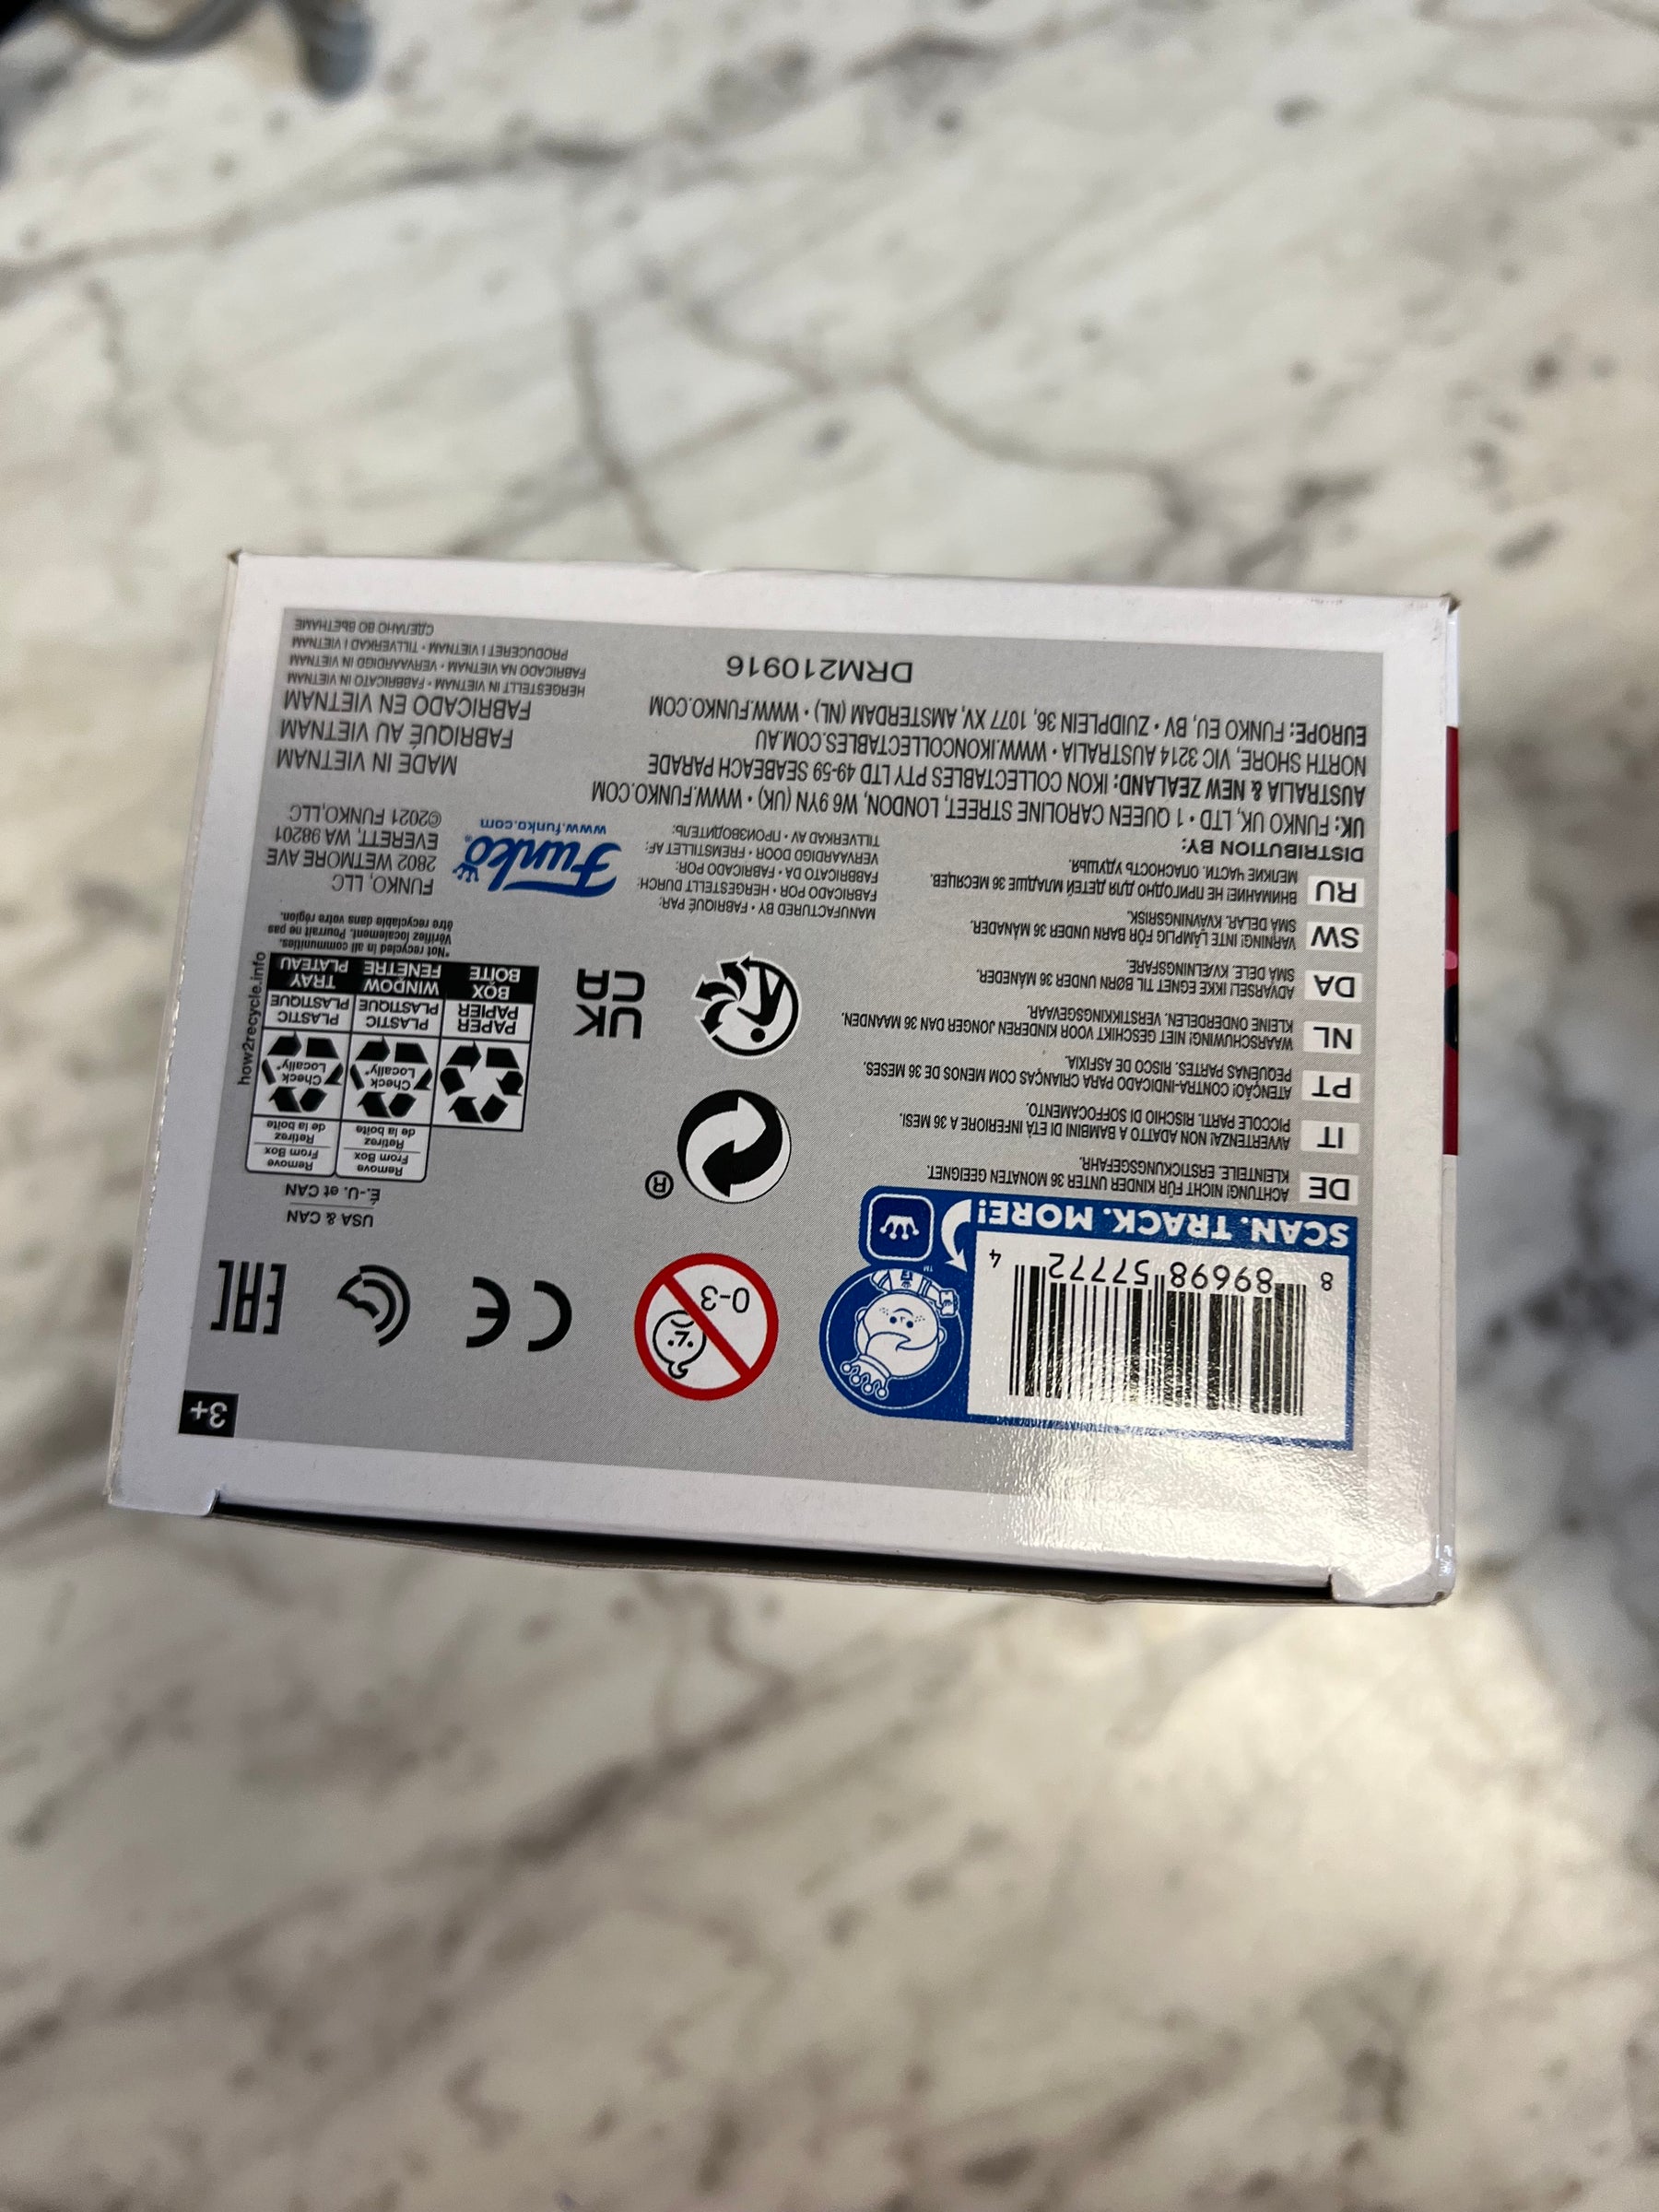 3+
8 89698 57772 4
SCAN. TRACK. MORE!
™
0-3
CE
EAC
DE
ACHTUNG! NICHT FÜR KINDER UNTER 36 MONATEN GEEIGNET.
KLEINTEILE. ERSTICKUNGSGEFAHR.
IT
AVVERTENZA! NON ADATTO A BAMBINI DI ETÀ INFERIORE A 36 MESI.
PICCOLE PARTI. RISCHIO DI SOFFOCAMENTO.
PT
ATENÇÃO! CONTRA-INDICADO PARA CRIANÇAS COM MENOS DE 36 MESES.
PEQUENAS PARTES. RISCO DE ASFIXIA.
NL
WAARSCHUWING! NIET GESCHIKT VOOR KINDEREN JONGER DAN 36 MAANDEN.
KLEINE ONDERDELEN. VERSTIKKINGSGEVAAR.
DA
ADVARSEL! IKKE EGNET TIL BØRN UNDER 36 MÅNEDER.
SMÅ DELE. KVÆLNINGSFARE.
SW
VARNING! INTE LÄMPLIG FÖR BARN UNDER 36 MÅNADER.
SMÅ DELAR. KVÄVNINGSRISK.
RU
ВНИМАНИЕ! НЕ ПРИГОДНО ДЛЯ ДЕТЕЙ МЛАДШЕ 36 МЕСЯЦЕВ.
МЕЛКИЕ ЧАСТИ. ОПАСНОСТЬ УДУШЬЯ.
®
UK
CA
USA & CAN
É.-U. et CAN
Remove
From Box
Retirez
de la boîte
Remove
From Box
Retirez
de la boîte
Check
Locally*
Check
Locally*
PAPER
PAPIER
PLASTIC
PLASTIQUE
PLASTIC
PLASTIQUE
BOX
BOÎTE
WINDOW
FENÊTRE
TRAY
PLATEAU
how2recycle.info
*Not recycled in all communities.
Vérifiez localement. Pourrait ne pas
être recyclable dans votre région.
MANUFACTURED BY • FABRIQUÉ PAR:
FABRICADO POR • HERGESTELLT DURCH:
FABBRICATO DA • FABRICADO POR:
VERVAARDIGD DOOR • FREMSTILLET AF:
TILLVERKAD AV • ПРОИЗВОДИТЕЛЬ:
Funko®
www.funko.com
FUNKO, LLC
2802 WETMORE AVE
EVERETT, WA 98201
©2021 FUNKO,LLC
DISTRIBUTION BY:
UK: FUNKO UK, LTD • 1 QUEEN CAROLINE STREET, LONDON, W6 9YN (UK) • WWW.FUNKO.COM
AUSTRALIA & NEW ZEALAND: IKON COLLECTABLES PTY LTD 49-59 SEABEACH PARADE
NORTH SHORE, VIC 3214 AUSTRALIA • WWW.IKONCOLLECTABLES.COM.AU
EUROPE: FUNKO EU, BV • ZUIDPLEIN 36, 1077 XV, AMSTERDAM (NL) • WWW.FUNKO.COM
DRM210916
MADE IN VIETNAM
FABRIQUÉ AU VIETNAM
FABRICADO EN VIETNAM
HERGESTELLT IN VIETNAM • FABBRICATO IN VIETNAM
FABRICADO NA VIETNAM • VERVAARDIGD IN VIETNAM
PRODUCERET I VIETNAM • TILLVERKAD I VIETNAM
СДЕЛАНО ВО ВЬЕТНАМЕ